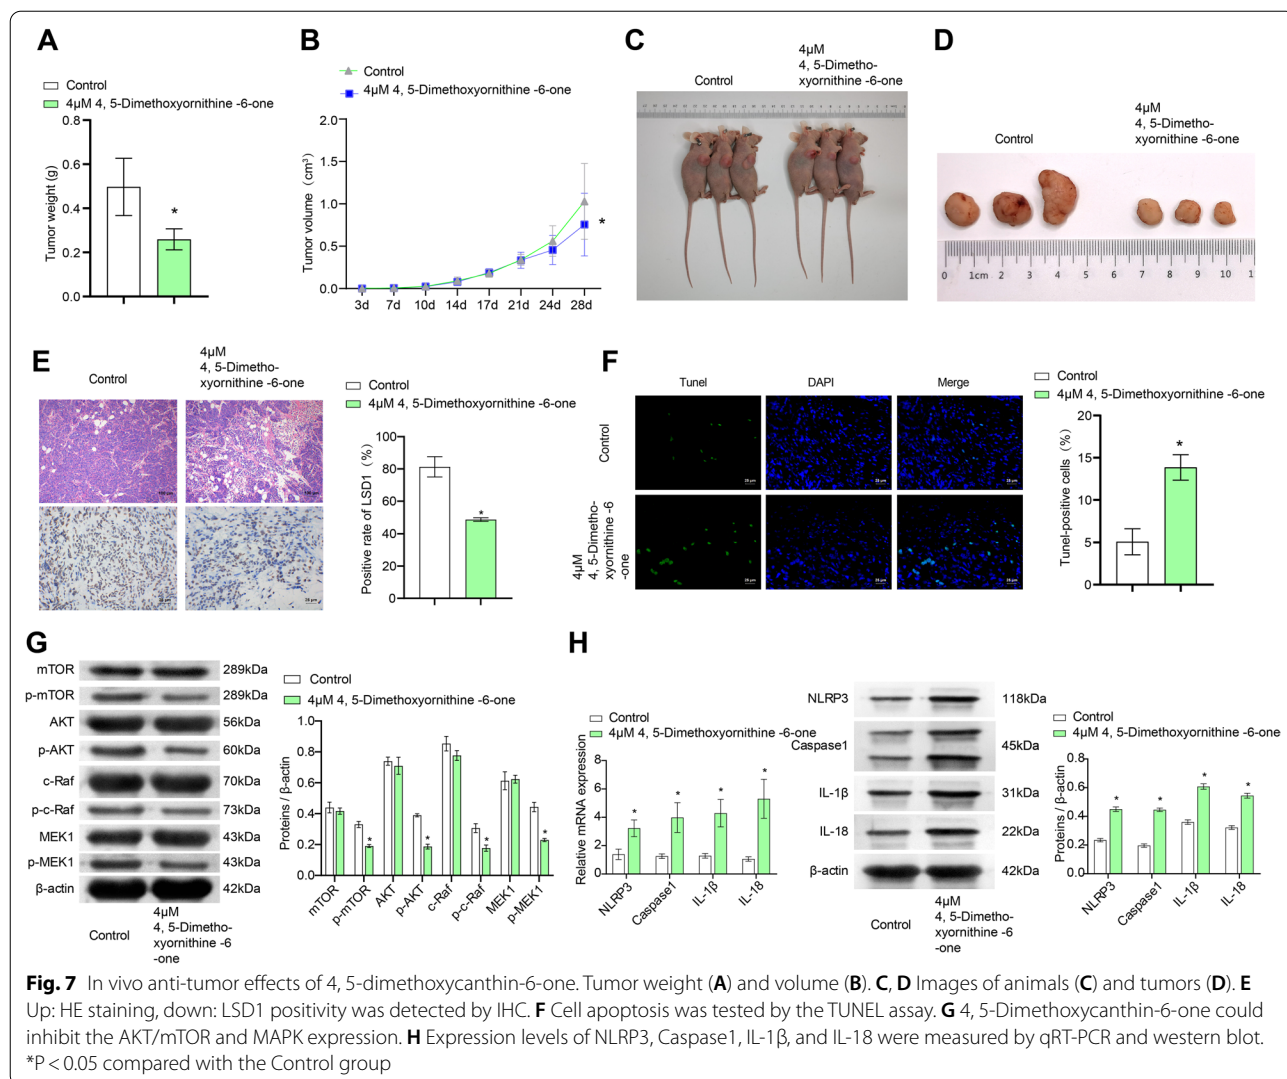 A
Control
4μM 4, 5-Dimethoxyornithine -6-one
Tumor weight (g)
0.8
0.6
0.4
0.2
0.0
*
B
Control
4μM 4, 5-Dimethoxyornithine -6-one
Tumor volume (cm³)
2.0
1.5
1.0
0.5
0.0
*
3d 7d 10d 14d 17d 21d 24d 28d
C
Control
4μM
4, 5-Dimetho-
xyornithine -6-one
D
Control
4μM
4, 5-Dimetho-
xyornithine -6-one
0 1cm 2 3 4 5 6 7 8 9 10 1
E
Control
4μM
4, 5-Dimetho-
xyornithine -6-one
Control
4μM 4, 5-Dimethoxyornithine -6-one
Positive rate of LSD1 (%)
100
80
60
40
20
0
*
F
Tunel DAPI Merge
Control
4μM
4, 5-Dimetho-
xyornithine -6
-one
25 μm 25 μm 25 μm
25 μm 25 μm 25 μm
Control
4μM 4, 5-Dimethoxyornithine -6-one
Tunel-positive cells (%)
20
15
10
5
0
*
G
mTOR 289kDa
p-mTOR 289kDa
AKT 56kDa
p-AKT 60kDa
c-Raf 70kDa
p-c-Raf 73kDa
MEK1 43kDa
p-MEK1 43kDa
β-actin 42kDa
Control
4μM
4, 5-Dimetho-
xyornithine -6
-one
Control
4μM 4, 5-Dimethoxyornithine -6-one
Proteins / β-actin
1.0
0.8
0.6
0.4
0.2
0.0
* * * *
mTOR p-mTOR AKT p-AKT c-Raf p-c-Raf MEK1 p-MEK1
H
Control
4μM 4, 5-Dimethoxyornithine -6-one
Relative mRNA expression
8
6
4
2
0
* * * *
NLRP3 Caspase1 IL-1β IL-18
NLRP3 118kDa
Caspase1 45kDa
IL-1β 31kDa
IL-18 22kDa
β-actin 42kDa
Control
4μM
4, 5-Dimetho-
xyornithine -6
-one
Control
4μM 4, 5-Dimethoxyornithine -6-one
Proteins / β-actin
0.8
0.6
0.4
0.2
0.0
* * * *
NLRP3 Caspase1 IL-1β IL-18
Fig. 7 In vivo anti-tumor effects of 4, 5-dimethoxycanthin-6-one. Tumor weight (A) and volume (B). C, D Images of animals (C) and tumors (D). E
Up: HE staining, down: LSD1 positivity was detected by IHC. F Cell apoptosis was tested by the TUNEL assay. G 4, 5-Dimethoxycanthin-6-one could
inhibit the AKT/mTOR and MAPK expression. H Expression levels of NLRP3, Caspase1, IL-1β, and IL-18 were measured by qRT-PCR and western blot.
*P < 0.05 compared with the Control group